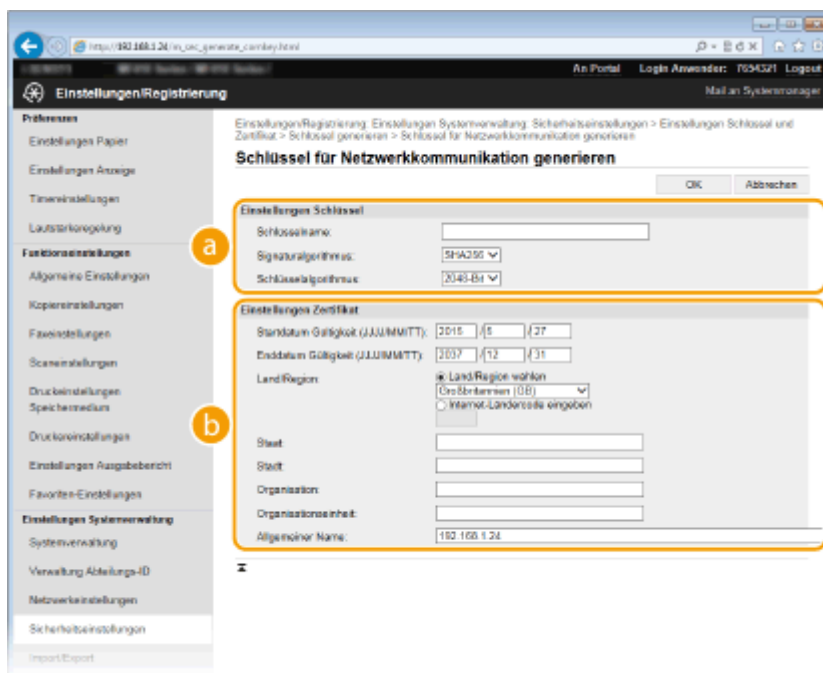 http://192.168.1.24/m_sec_generate_comkey.html
An Portal Login Anwender: 7654321 Logout
Einstellungen/Registrierung
Mail an Systemmanager
Präferenzen
Einstellungen Papier
Einstellungen Anzeige
Timereinstellungen
Lautstärkeregelung
Funktionseinstellungen
Allgemeine Einstellungen
Kopiereinstellungen
Faxeinstellungen
Scaneinstellungen
Druckeinstellungen
Speichermedium
Druckereinstellungen
Einstellungen Ausgabebericht
Favoriten-Einstellungen
Einstellungen Systemverwaltung
Systemverwaltung
Verwaltung Abteilungs-ID
Netzwerkeinstellungen
Sicherheitseinstellungen
Import/Export
Einstellungen/Registrierung: Einstellungen Systemverwaltung: Sicherheitseinstellungen > Einstellungen Schlüssel und
Zertifikat > Schlüssel generieren > Schlüssel für Netzwerkkommunikation generieren
Schlüssel für Netzwerkkommunikation generieren
OK Abbrechen
a
Einstellungen Schlüssel
Schlüsselname:
Signaturalgorithmus: SHA256
Schlüsselalgorithmus: 2048-Bit
b
Einstellungen Zertifikat
Startdatum Gültigkeit (JJJJ/MM/TT): 2015 /5 /27
Enddatum Gültigkeit (JJJJ/MM/TT): 2037 /12 /31
Land/Region: Land/Region wählen
Großbritannien (GB)
Internet-Ländercode eingeben
Staat:
Stadt:
Organisation:
Organisationseinheit:
Allgemeiner Name: 192.168.1.24